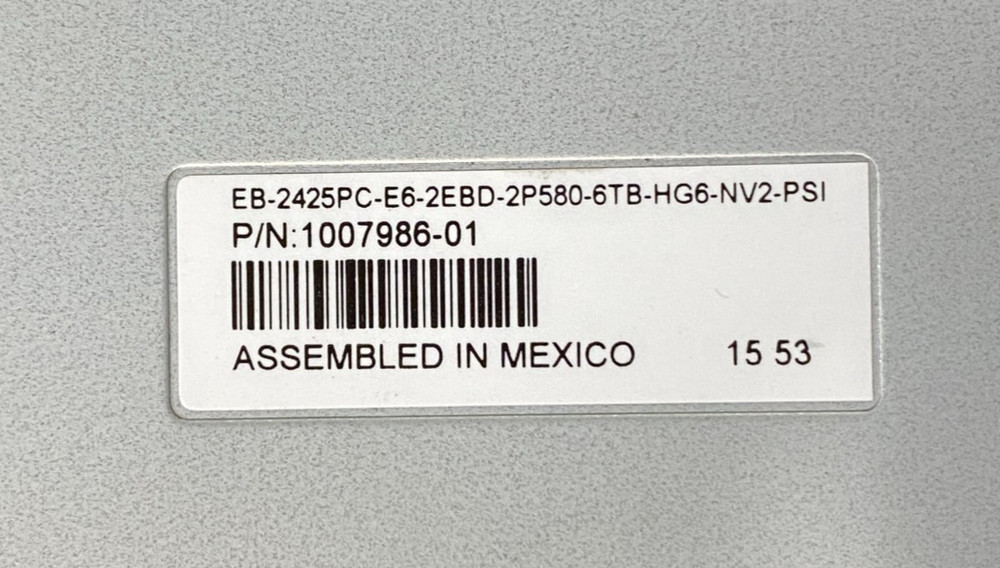 EB-2425PC-E6-2EBD-2P580-6TB-HG6-NV2-PSI
P/N:1007986-01
ASSEMBLED IN MEXICO 15 53